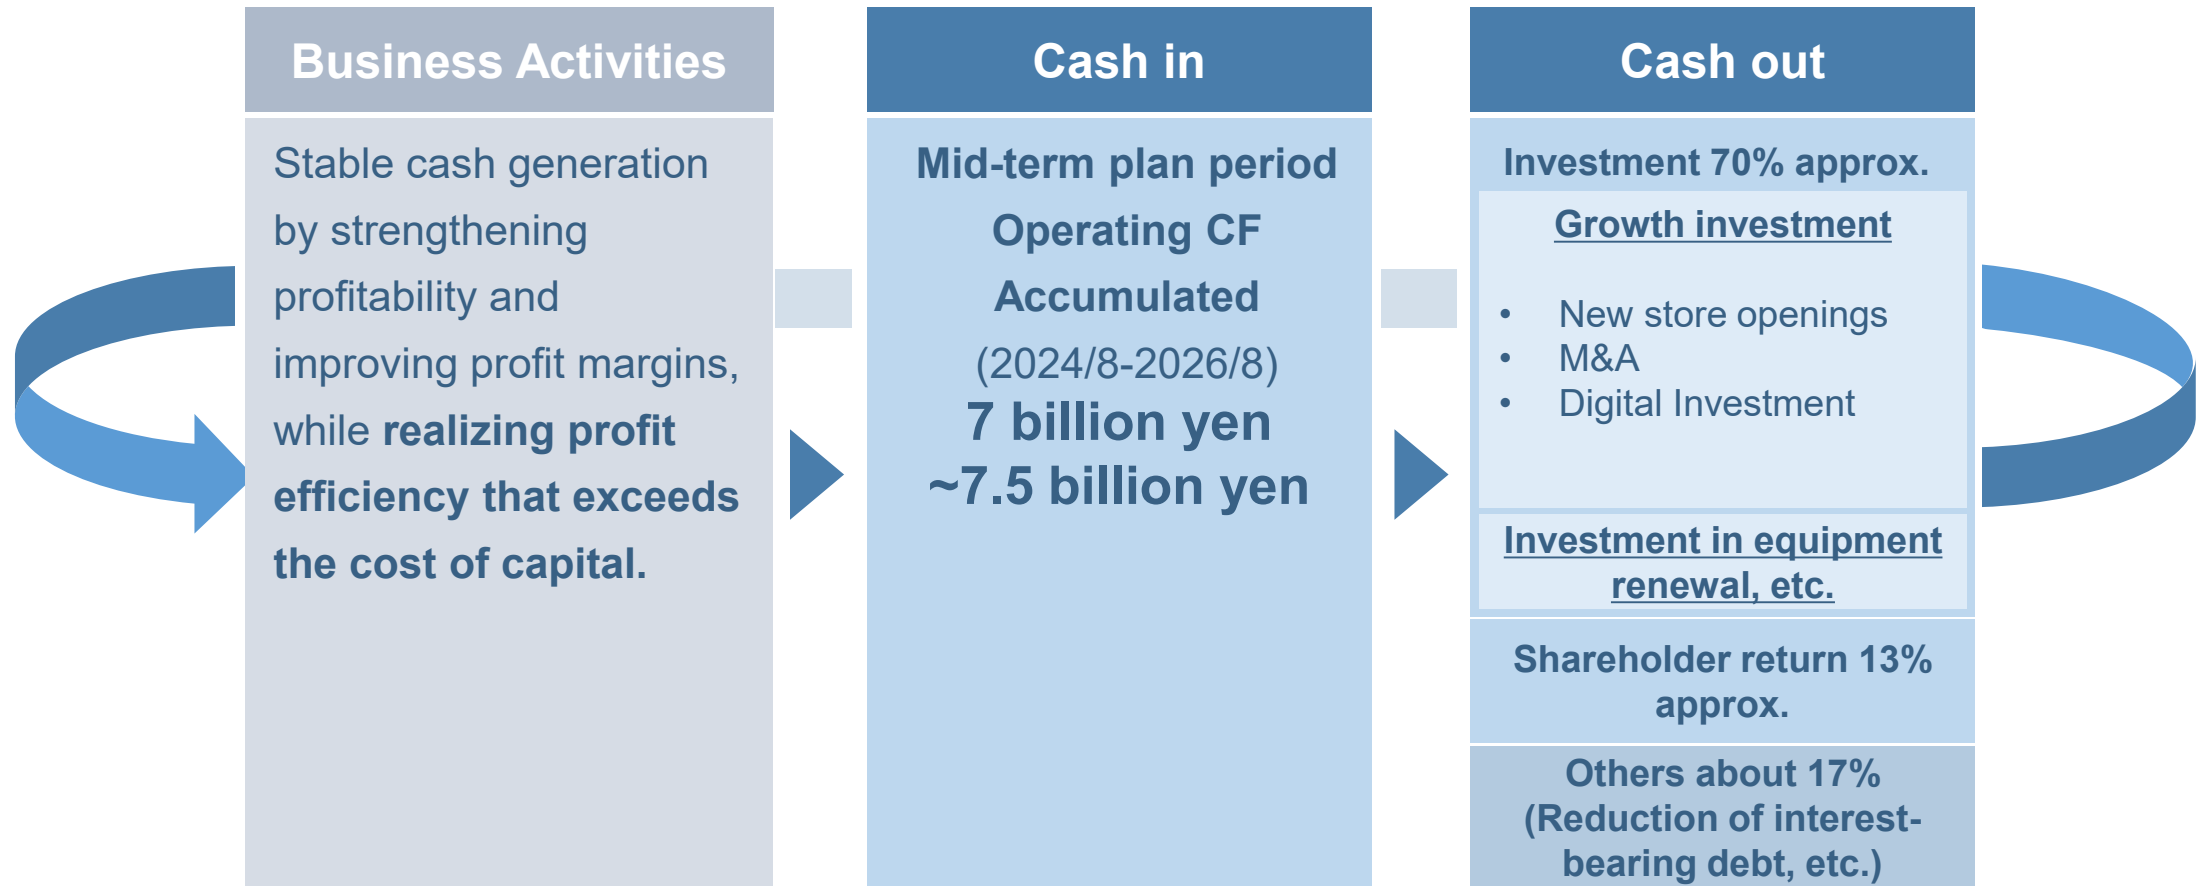 Business Activities
Stable cash generation
by strengthening
profitability and
improving profit margins,
while realizing profit
efficiency that exceeds
the cost of capital.
Cash in
Mid-term plan period
Operating CF
Accumulated
(2024/8-2026/8)
7 billion yen
~7.5 billion yen
Cash out
Investment 70% approx.
Growth investment
• New store openings
• M&A
• Digital Investment
Investment in equipment
renewal, etc.
Shareholder return 13%
approx.
Others about 17%
(Reduction of interest-
bearing debt, etc.)